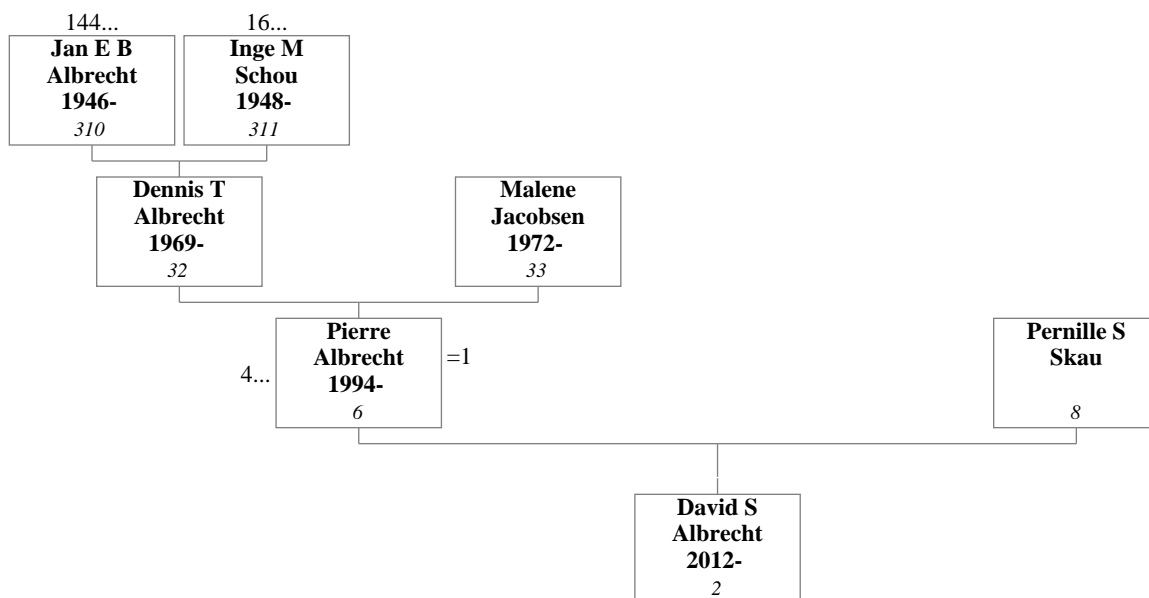 144...
Jan E B
Albrecht
1946-
310
16...
Inge M
Schou
1948-
311
Dennis T
Albrecht
1969-
32
Malene
Jacobsen
1972-
33
4...
Pierre
Albrecht
1994-
6
=1
Pernille S
Skau
8
David S
Albrecht
2012-
2